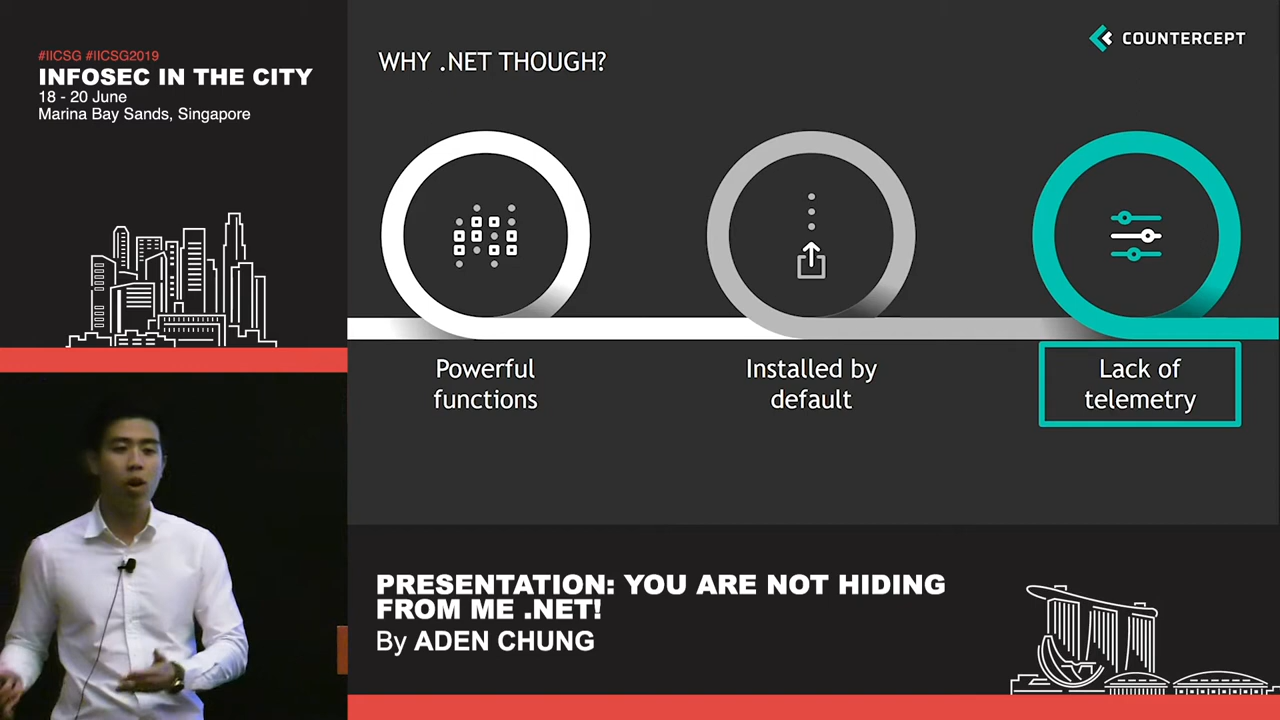 #IICSG #IICSG2019
INFOSEC IN THE CITY
18 - 20 June
Marina Bay Sands, Singapore
WHY .NET THOUGH?
COUNTERCEPT
Powerful
functions
Installed by
default
Lack of
telemetry
PRESENTATION: YOU ARE NOT HIDING
FROM ME .NET!
By ADEN CHUNG